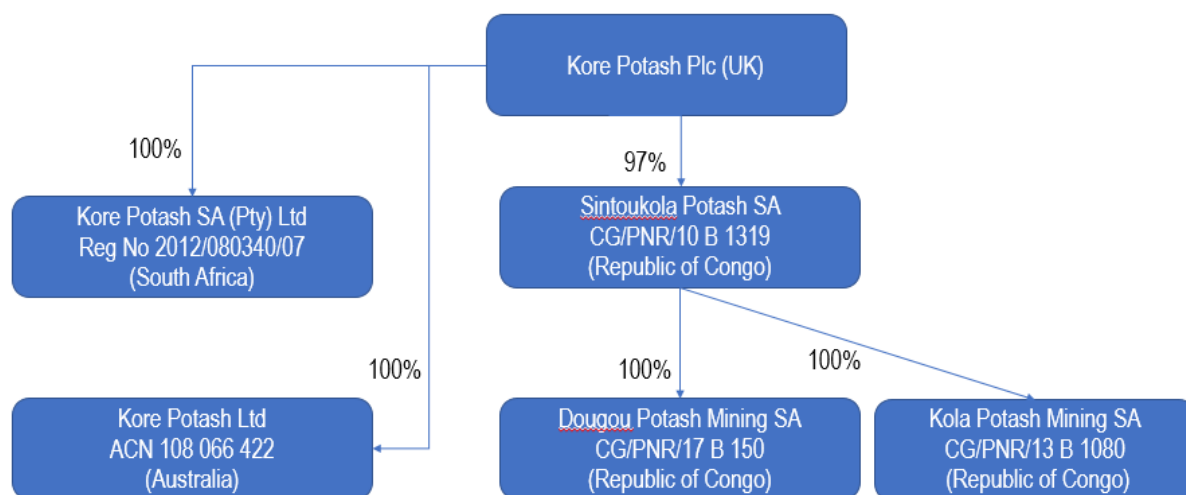 Kore Potash Plc (UK)
100%
97%
Kore Potash SA (Pty) Ltd
Reg No 2012/080340/07
(South Africa)
Sintoukola Potash SA
CG/PNR/10 B 1319
(Republic of Congo)
100%
100%
100%
Kore Potash Ltd
ACN 108 066 422
(Australia)
Dougou Potash Mining SA
CG/PNR/17 B 150
(Republic of Congo)
Kola Potash Mining SA
CG/PNR/13 B 1080
(Republic of Congo)